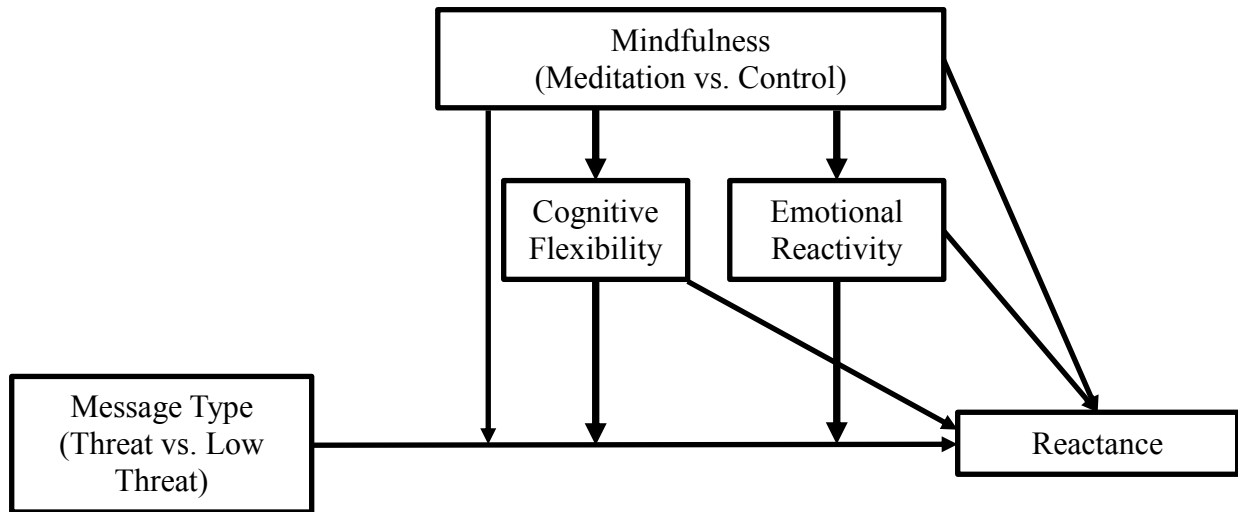 Mindfulness
(Meditation vs. Control)
Cognitive
Flexibility
Emotional
Reactivity
Message Type
(Threat vs. Low
Threat)
Reactance